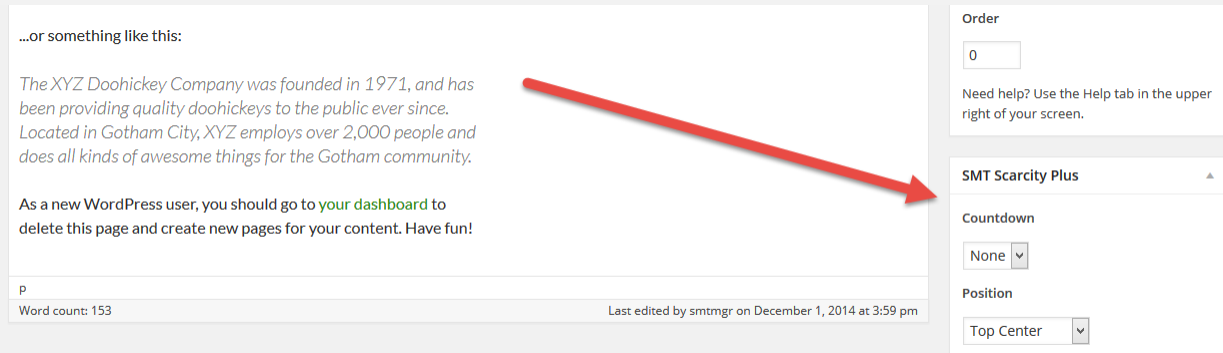 ...or something like this:
The XYZ Doohickey Company was founded in 1971, and has
been providing quality doohickeys to the public ever since.
Located in Gotham City, XYZ employs over 2,000 people and
does all kinds of awesome things for the Gotham community.
As a new WordPress user, you should go to your dashboard to
delete this page and create new pages for your content. Have fun!
p
Word count: 153
Last edited by smtmgr on December 1, 2014 at 3:59 pm
Order
0
Need help? Use the Help tab in the upper
right of your screen.
SMT Scarcity Plus
Countdown
None
Position
Top Center